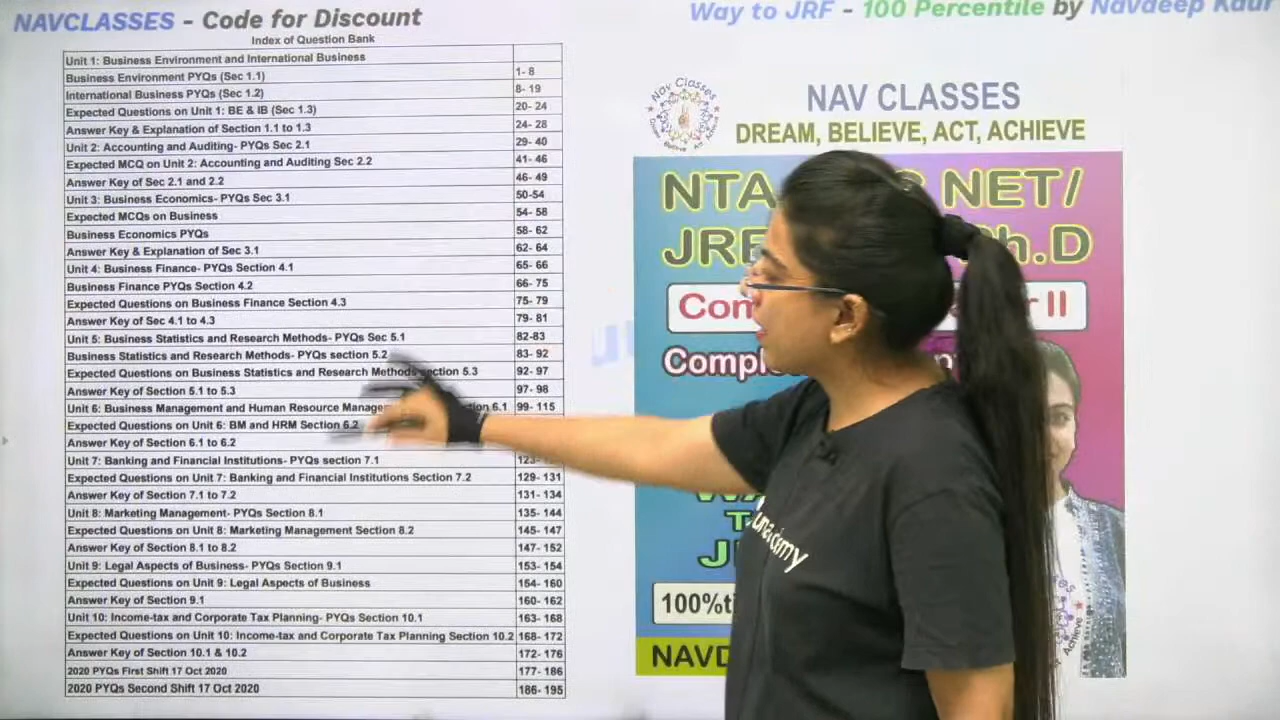 NAVCLASSES - Code for Discount
Way to JRF - 100 Percentile by Navdeep Kaur
Index of Question Bank
Unit 1: Business Environment and International Business
Business Environment PYQs (Sec 1.1) 1- 8
International Business PYQs (Sec 1.2) 8- 19
Expected Questions on Unit 1: BE & IB (Sec 1.3) 20- 24
Answer Key & Explanation of Section 1.1 to 1.3 24- 28
Unit 2: Accounting and Auditing- PYQs Sec 2.1 29- 40
Expected MCQ on Unit 2: Accounting and Auditing Sec 2.2 41- 46
Answer Key of Sec 2.1 and 2.2 46- 49
Unit 3: Business Economics- PYQs Sec 3.1 50-54
Expected MCQs on Business 54- 58
Business Economics PYQs 58- 62
Answer Key & Explanation of Sec 3.1 62- 64
Unit 4: Business Finance- PYQs Section 4.1 65- 66
Business Finance PYQs Section 4.2 66- 75
Expected Questions on Business Finance Section 4.3 75- 79
Answer Key of Sec 4.1 to 4.3 79- 81
Unit 5: Business Statistics and Research Methods- PYQs Sec 5.1 82-83
Business Statistics and Research Methods- PYQs section 5.2 83- 92
Expected Questions on Business Statistics and Research Methods section 5.3 92- 97
Answer Key of Section 5.1 to 5.3 97- 98
Unit 6: Business Management and Human Resource 6.1 99- 115
Expected Questions on Unit 6: BM and HRM Section 6.2
Answer Key of Section 6.1 to 6.2
Unit 7: Banking and Financial Institutions- PYQs section 7.1 123-
Expected Questions on Unit 7: Banking and Financial Institutions Section 7.2 129- 131
Answer Key of Section 7.1 to 7.2 131- 134
Unit 8: Marketing Management- PYQs Section 8.1 135- 144
Expected Questions on Unit 8: Marketing Management Section 8.2 145- 147
Answer Key of Section 8.1 to 8.2 147- 152
Unit 9: Legal Aspects of Business- PYQs Section 9.1 153- 154
Expected Questions on Unit 9: Legal Aspects of Business 154- 160
Answer Key of Section 9.1 160- 162
Unit 10: Income-tax and Corporate Tax Planning- PYQs Section 10.1 163- 168
Expected Questions on Unit 10: Income-tax and Corporate Tax Planning Section 10.2 168- 172
Answer Key of Section 10.1 & 10.2 172- 176
2020 PYQs First Shift 17 Oct 2020 177- 186
2020 PYQs Second Shift 17 Oct 2020 186- 195
Nav Classes
NAV CLASSES
DREAM, BELIEVE, ACT, ACHIEVE
NTA NET/
JRF Ph.D
II
100%
unacademy